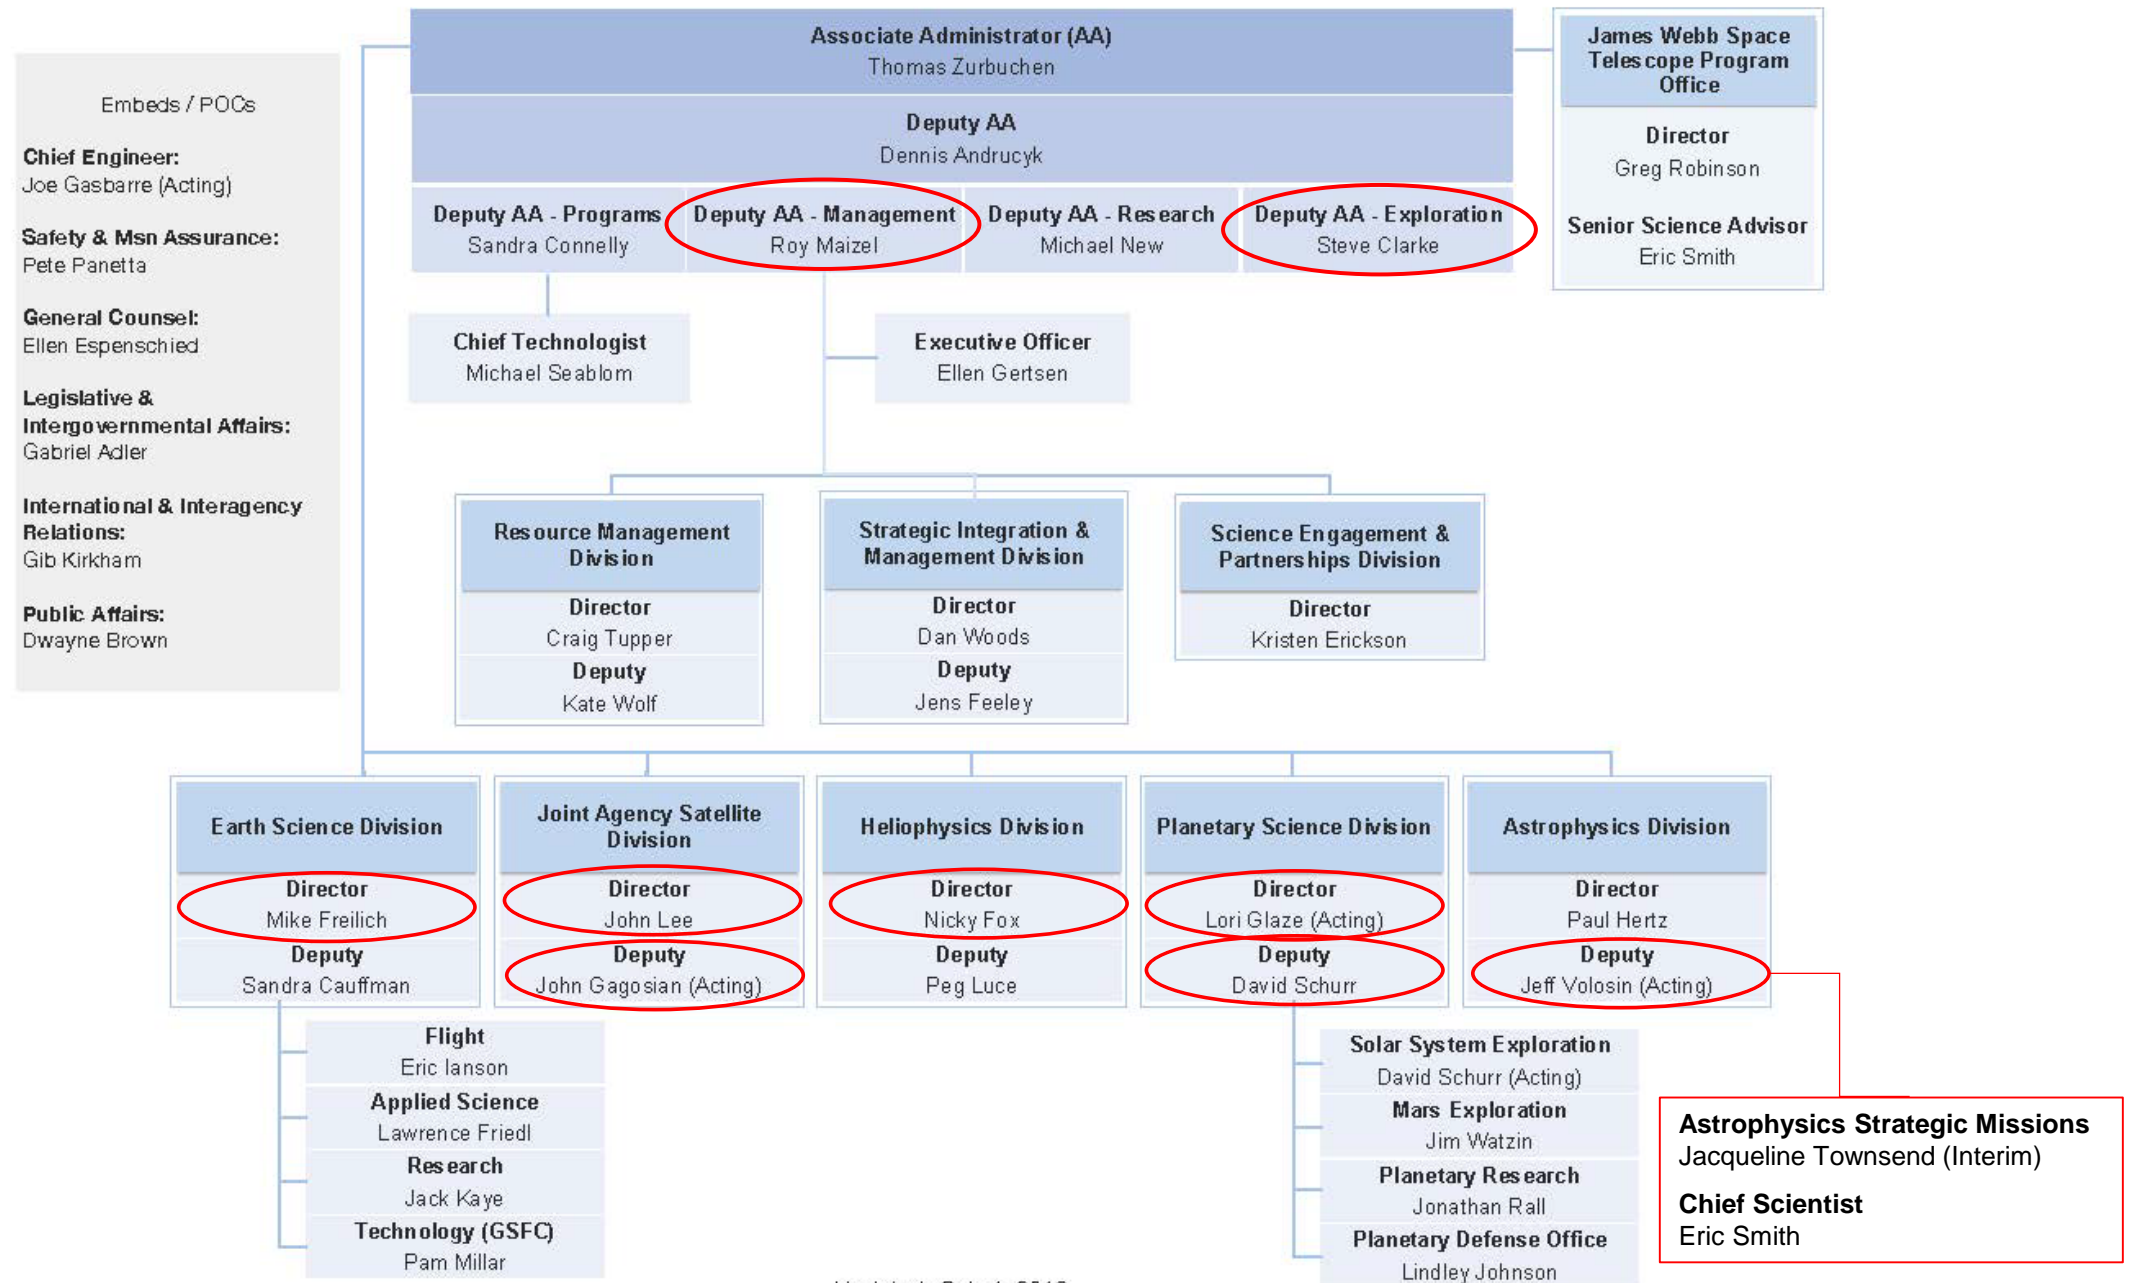 Associate Administrator (AA)
Thomas Zurbuchen
Deputy AA
Dennis Andrucyk
Deputy AA - Programs
Sandra Connelly
Deputy AA - Management
Roy Maizel
Deputy AA - Research
Michael New
Deputy AA - Exploration
Steve Clarke
James Webb Space
Telescope Program
Office
Director
Greg Robinson
Senior Science Advisor
Eric Smith
Embeds / POCs
Chief Engineer:
Joe Gasbarre (Acting)
Safety & Msn Assurance:
Pete Panetta
General Counsel:
Ellen Espenschied
Legislative &
Intergovernmental Affairs:
Gabriel Adler
International & Interagency
Relations:
Gib Kirkham
Public Affairs:
Dwayne Brown
Chief Technologist
Michael Seablom
Executive Officer
Ellen Gertsen
Resource Management
Division
Director
Craig Tupper
Deputy
Kate Wolf
Strategic Integration &
Management Division
Director
Dan Woods
Deputy
Jens Feeley
Science Engagement &
Partnerships Division
Director
Kristen Erickson
Earth Science Division
Director
Mike Freilich
Deputy
Sandra Cauffman
Flight
Eric Ianson
Applied Science
Lawrence Friedl
Research
Jack Kaye
Technology (GSFC)
Pam Millar
Joint Agency Satellite
Division
Director
John Lee
Deputy
John Gagosian (Acting)
Heliophysics Division
Director
Nicky Fox
Deputy
Peg Luce
Planetary Science Division
Director
Lori Glaze (Acting)
Deputy
David Schurr
Solar System Exploration
David Schurr (Acting)
Mars Exploration
Jim Watzin
Planetary Research
Jonathan Rall
Planetary Defense Office
Lindley Johnson
Astrophysics Division
Director
Paul Hertz
Deputy
Jeff Volosin (Acting)
Astrophysics Strategic Missions
Jacqueline Townsend (Interim)
Chief Scientist
Eric Smith